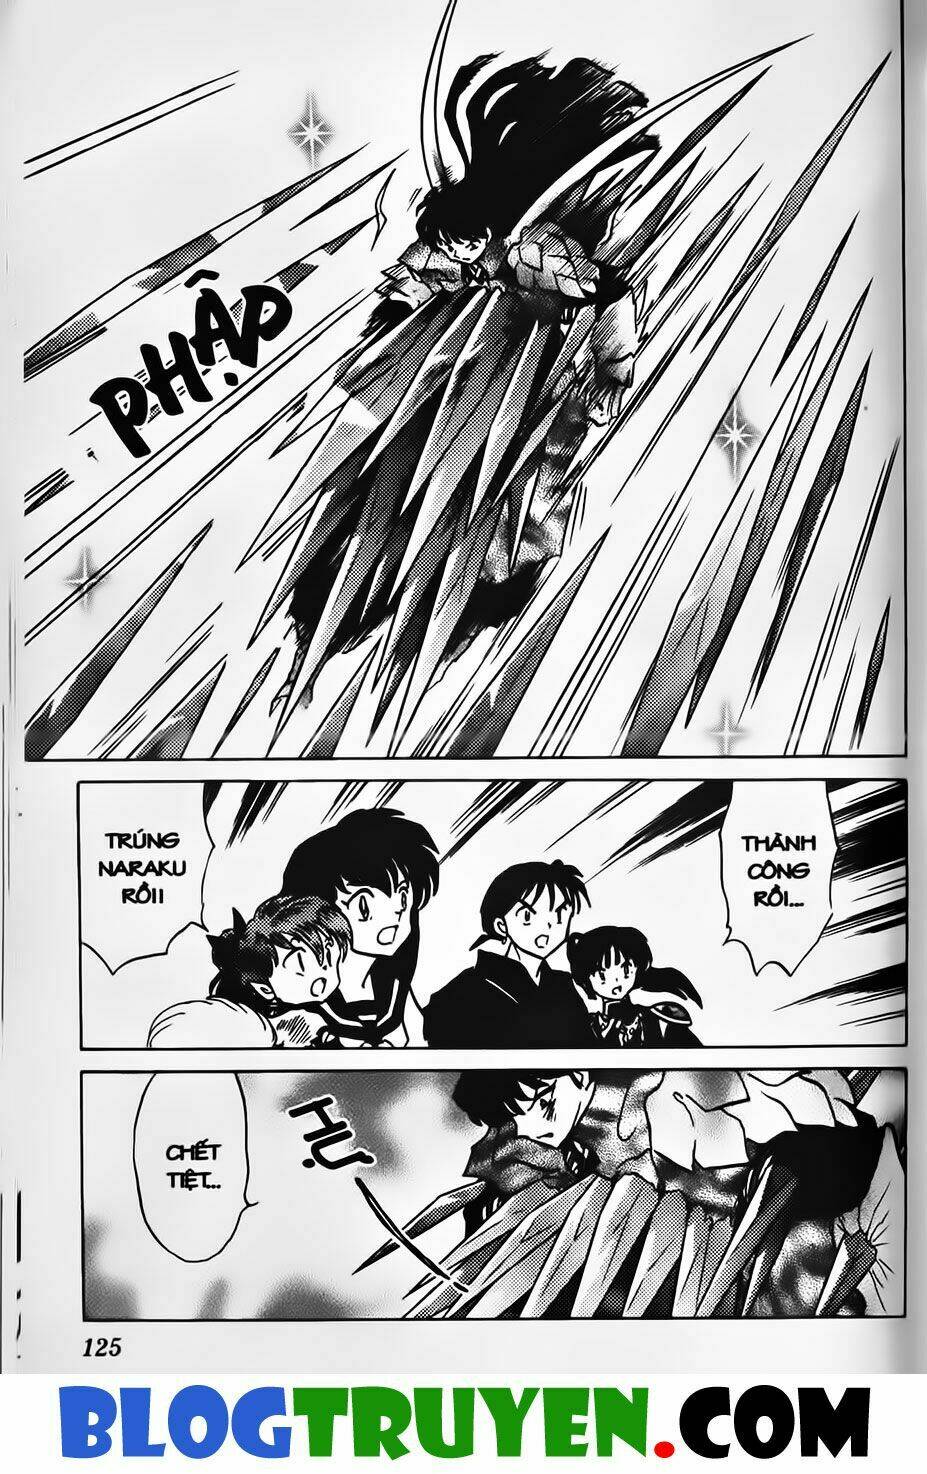 PHẬP
THÀNH
CÔNG
RỒI...
TRÚNG
NARAKU
RỒI!
CHẾT
TIỆT...
HỰ
125
BLOGTRUYEN.COM